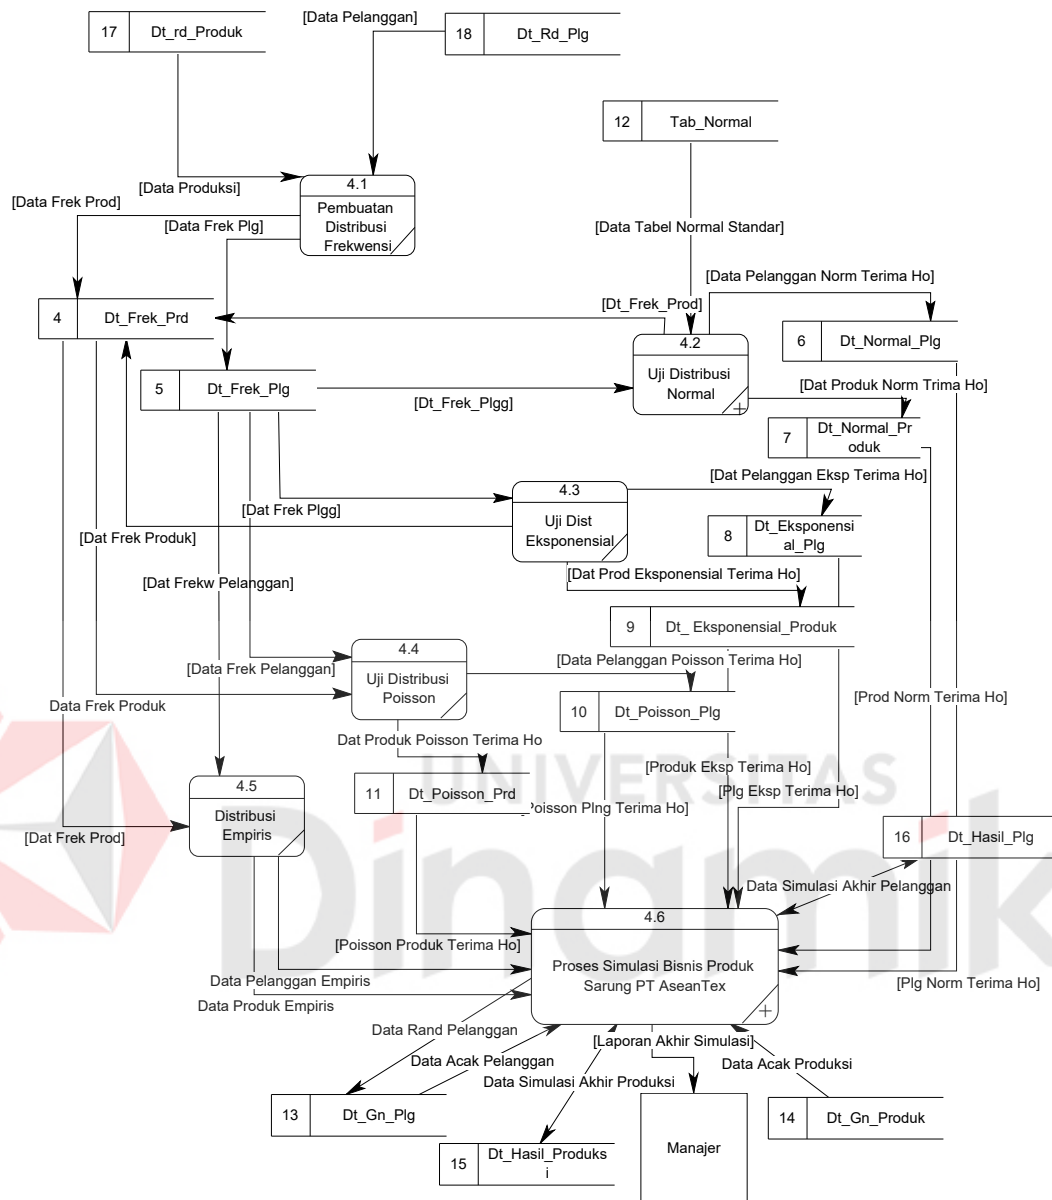 [Data Pelanggan]
17
Dt_rd_Produk
18
Dt_Rd_Plg
12
Tab_Normal
[Data Produksi]
4.1
Pembuatan
Distribusi
Frekwensi
[Data Frek Prod]
[Data Frek Plg]
[Data Tabel Normal Standar]
[Data Pelanggan Norm Terima Ho]
[Dt_Frek_Prod]
4
Dt_Frek_Prd
6
Dt_Normal_Plg
4.2
Uji Distribusi
Normal
5
Dt_Frek_Plg
[Dt_Frek_Plgg]
[Dat Produk Norm Trima Ho]
7
Dt_Normal_Pr
oduk
[Dat Pelanggan Eksp Terima Ho]
4.3
Uji Dist
Eksponensial
[Dat Frek Plgg]
8
Dt_Eksponensi
al_Plg
[Dat Frek Produk]
[Dat Prod Eksponensial Terima Ho]
[Dat Frekw Pelanggan]
9
Dt_ Eksponensial_Produk
4.4
Uji Distribusi
Poisson
[Data Frek Pelanggan]
[Data Pelanggan Poisson Terima Ho]
Data Frek Produk
[Prod Norm Terima Ho]
10
Dt_Poisson_Plg
Dat Produk Poisson Terima Ho
UNIVERSITAS
Dinamik
[Produk Eksp Terima Ho]
[Plg Eksp Terima Ho]
4.5
Distribusi
Empiris
11
Dt_Poisson_Prd
Poisson Plng Terima Ho]
[Dat Frek Prod]
16
Dt_Hasil_Plg
Data Simulasi Akhir Pelanggan
4.6
Proses Simulasi Bisnis Produk
Sarung PT AseanTex
[Poisson Produk Terima Ho]
Data Pelanggan Empiris
[Plg Norm Terima Ho]
Data Produk Empiris
Data Rand Pelanggan
[Laporan Akhir Simulasi]
Data Acak Pelanggan
Data Acak Produksi
Data Simulasi Akhir Produksi
13
Dt_Gn_Plg
14
Dt_Gn_Produk
15
Dt_Hasil_Produks
i
Manajer